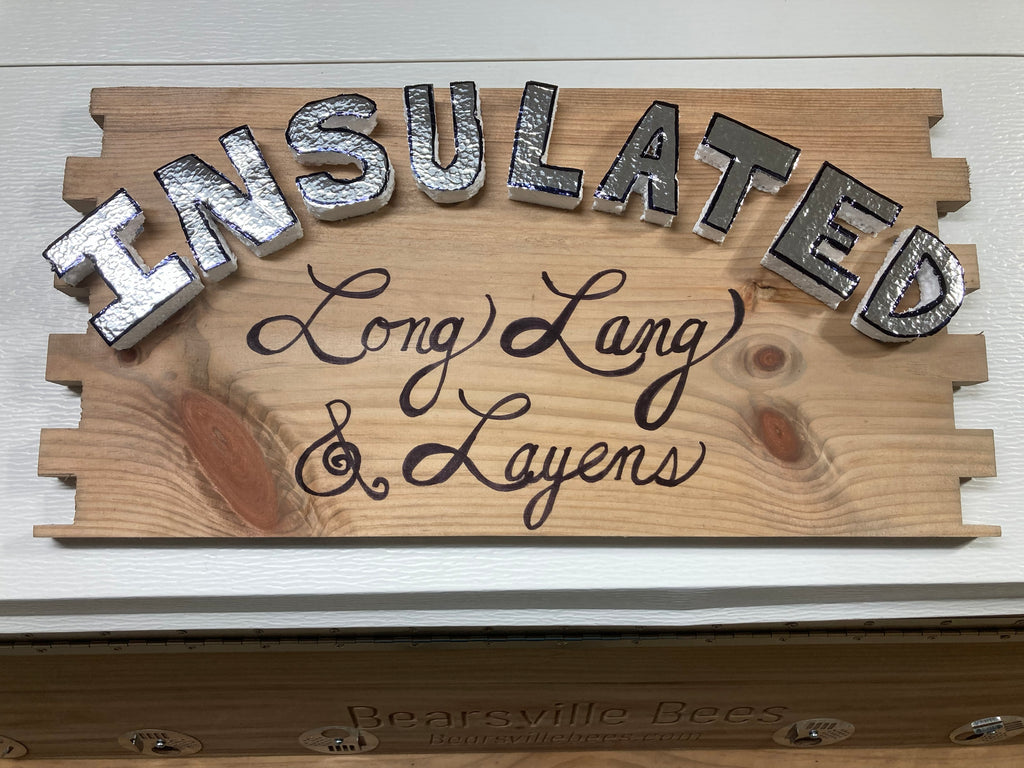 INSULATED
Long Lang
& Layens
Bearsville Bees
Bearsvillebees.com